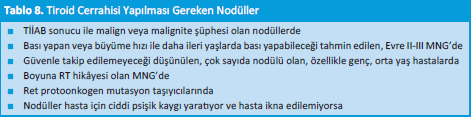 Tablo 8. Tiroid Cerrahisi Yapılması Gereken Nodüller
■ TİİAB sonucu ile malign veya malignite şüphesi olan nodüllerde
■ Bası yapan veya büyüme hızı ile daha ileri yaşlarda bası yapabileceği tahmin edilen, Evre II-III MNG’de
■ Güvenle takip edilemeyeceği düşünülen, çok sayıda nodülü olan, özellikle genç, orta yaş hastalarda
■ Boyuna RT hikâyesi olan MNG’de
■ Ret protoonkogen mutasyon taşıyıcılarında
■ Nodüller hasta için ciddi psişik kaygı yaratıyor ve hasta ikna edilemiyorsa